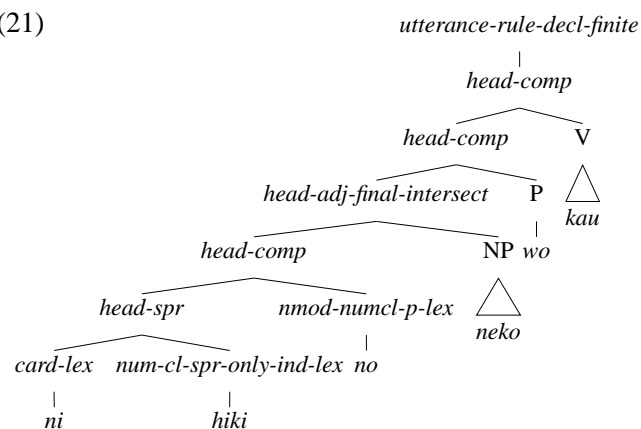 (21)
utterance-rule-decl-finite
head-comp
head-comp V
head-adj-final-intersect P
kau
head-comp NP wo
head-spr nmod-numcl-p-lex
neko
card-lex num-cl-spr-only-ind-lex no
ni hiki